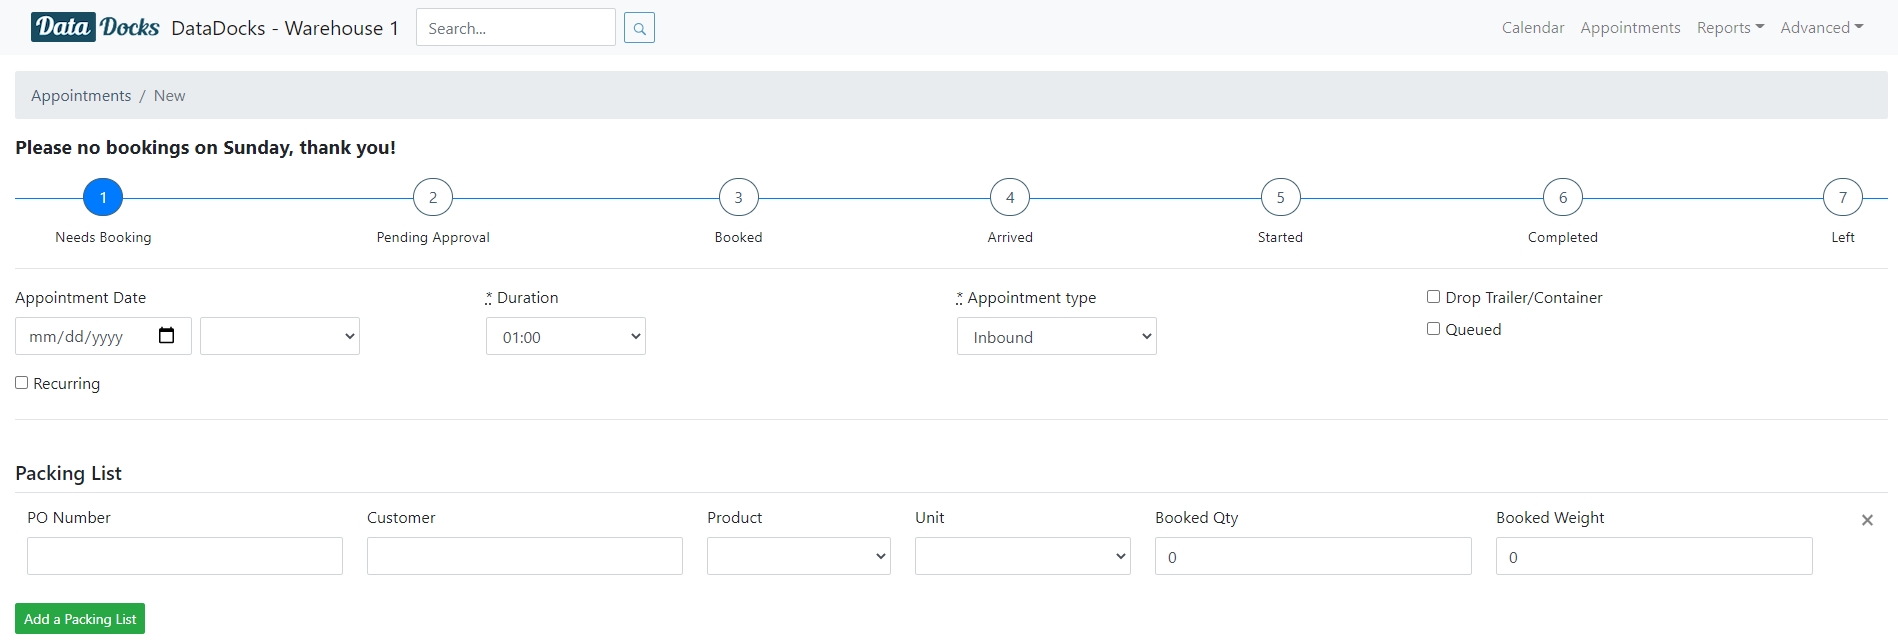 Data Docks DataDocks - Warehouse 1 Search... Calendar Appointments Reports Advanced
Appointments / New
Please no bookings on Sunday, thank you!
1 2 3 4 5 6 7
Needs Booking Pending Approval Booked Arrived Started Completed Left
Appointment Date * Duration * Appointment type Drop Trailer/Container
mm/dd/yyyy 01:00 Inbound Queued
Recurring
Packing List
PO Number Customer Product Unit Booked Qty Booked Weight ×
0 0
Add a Packing List